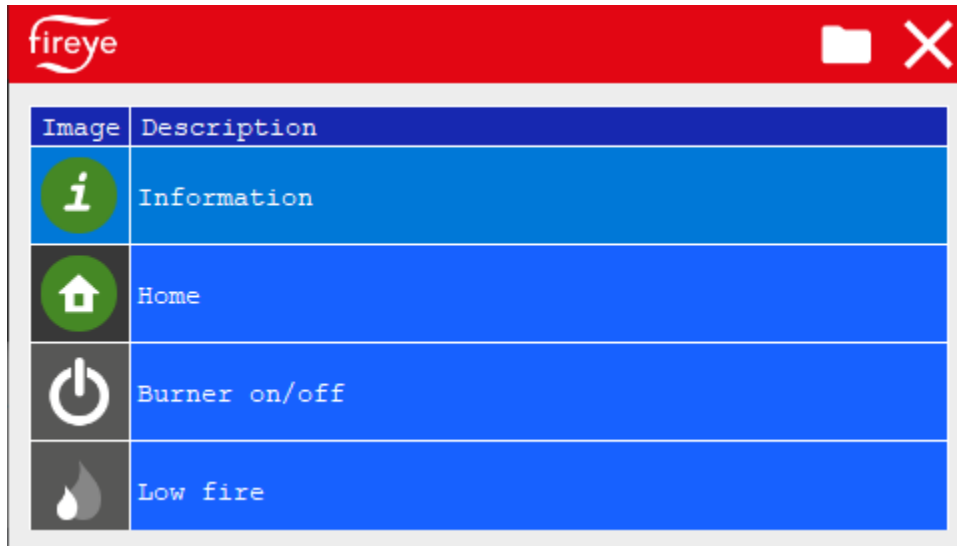 fireye
Image Description
Information
Home
Burner on/off
Low fire